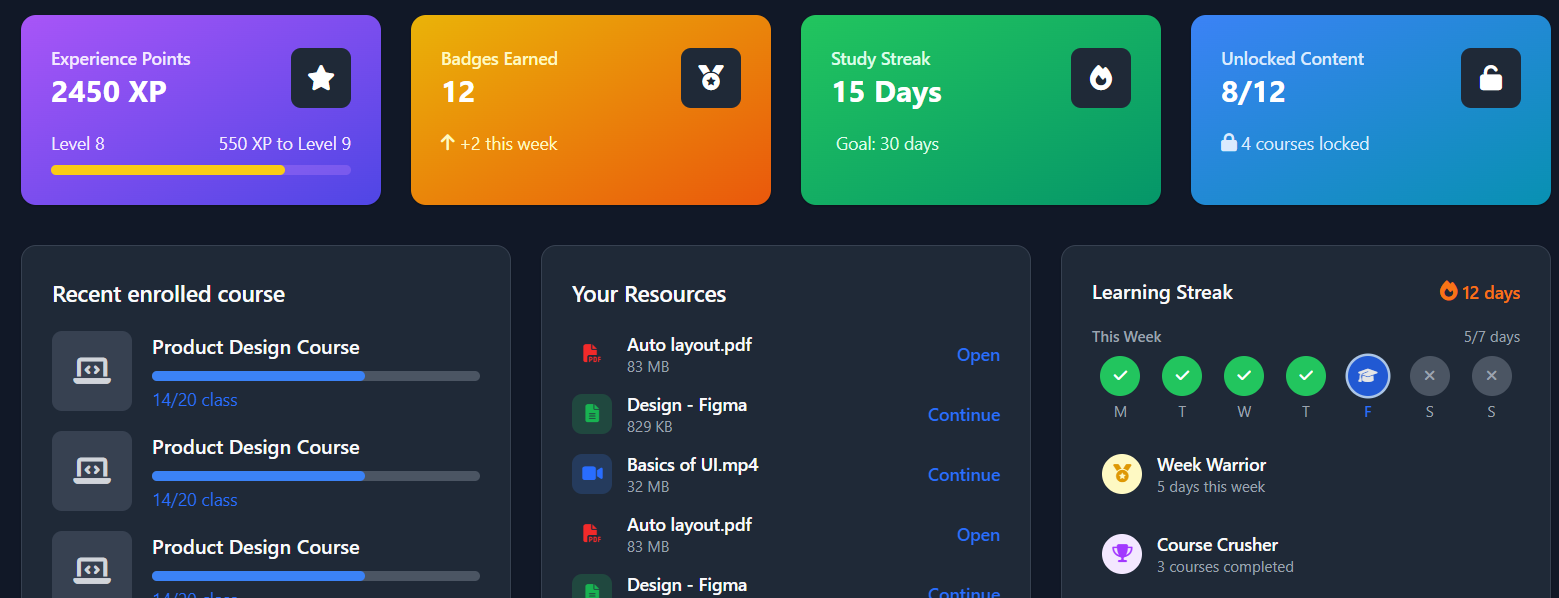 Experience Points
2450 XP
Level 8
550 XP to Level 9
Badges Earned
12
+2 this week
Study Streak
15 Days
Goal: 30 days
Unlocked Content
8/12
4 courses locked
Recent enrolled course
Product Design Course
14/20 class
Product Design Course
14/20 class
Product Design Course
14/20 class
Your Resources
PDF
Auto layout.pdf
83 MB
Open
Design - Figma
829 KB
Continue
Basics of UI.mp4
32 MB
Continue
PDF
Auto layout.pdf
83 MB
Open
Design - Figma
Continue
Learning Streak
12 days
This Week
5/7 days
M T W T F S S
Week Warrior
5 days this week
Course Crusher
3 courses completed